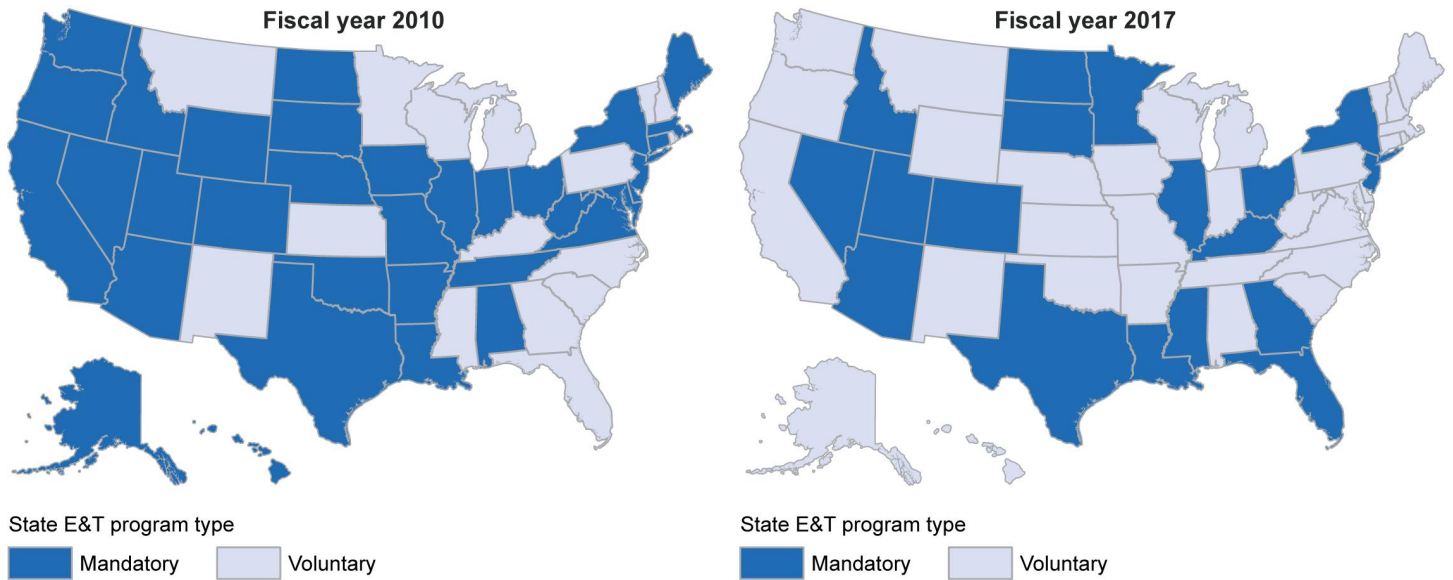 Fiscal year 2010
State E&T program type
Mandatory
Voluntary
Fiscal year 2017
State E&T program type
Mandatory
Voluntary